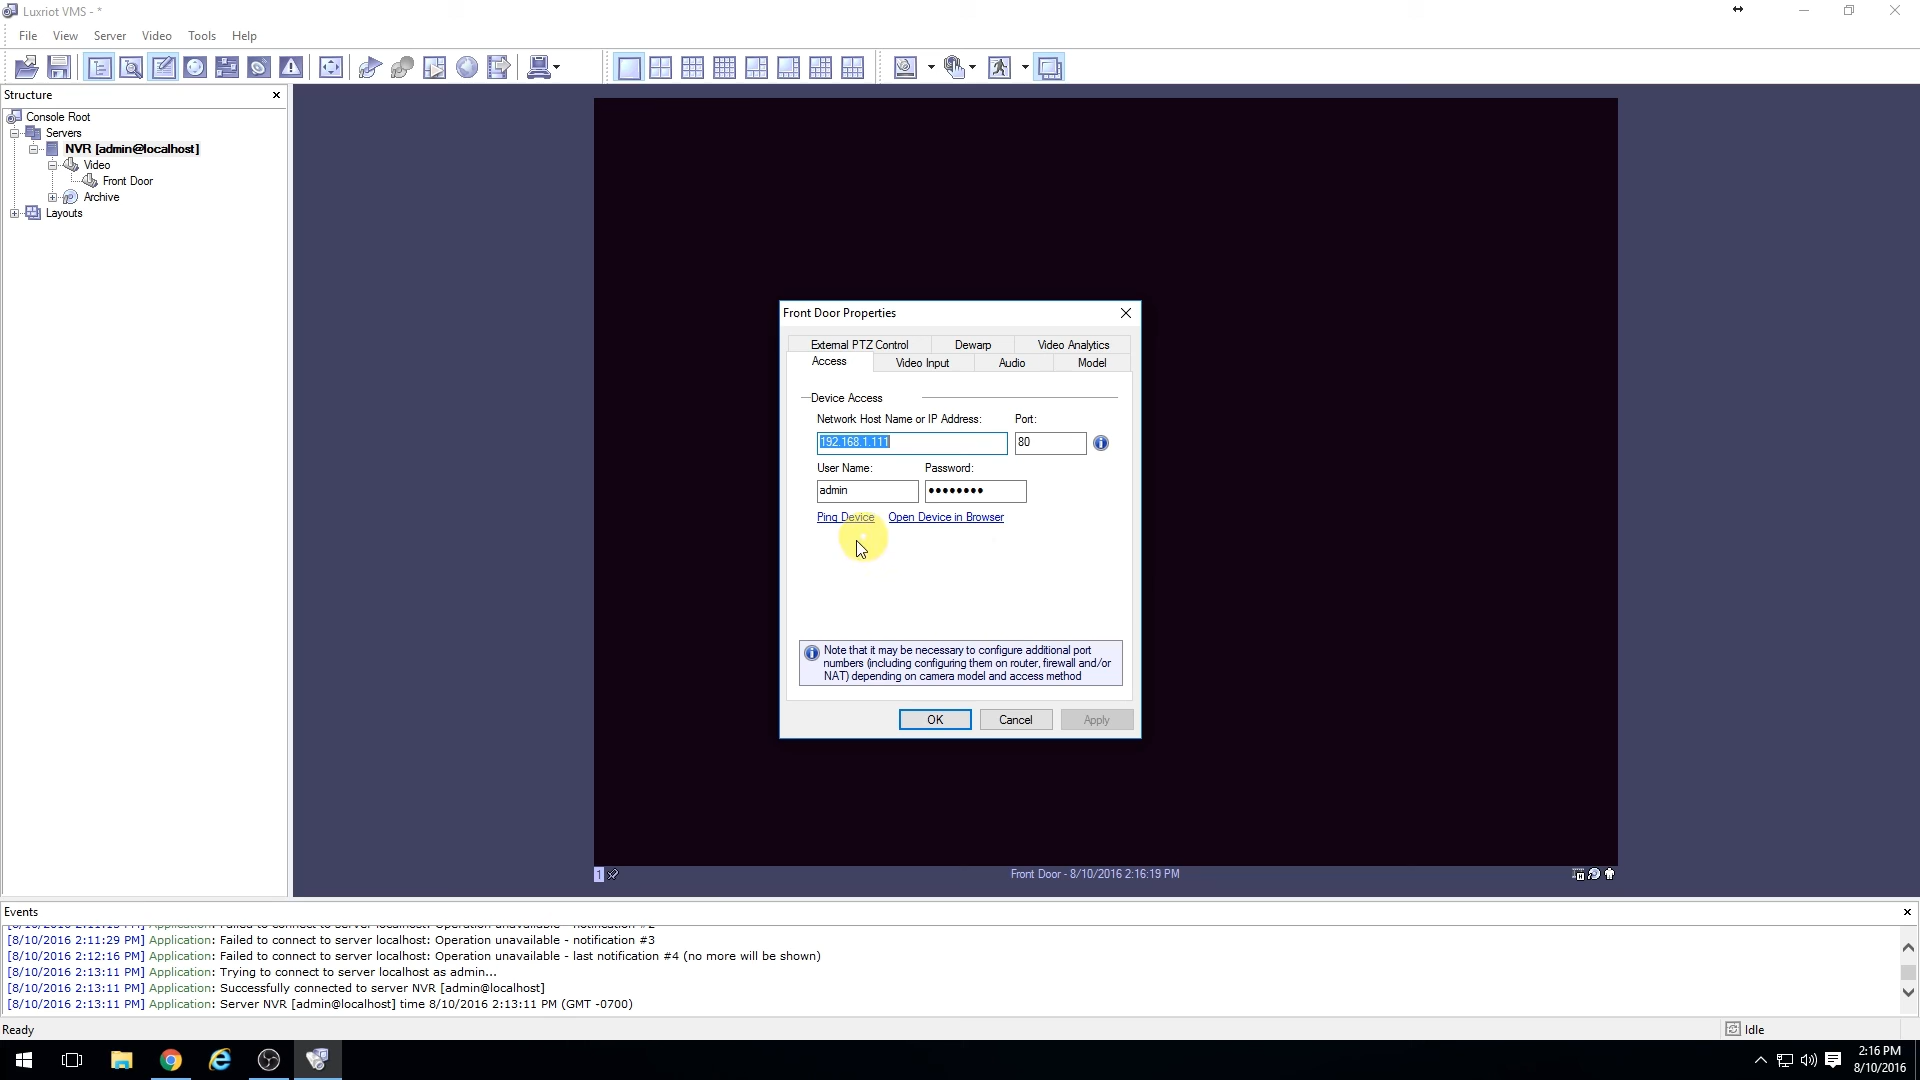 Luxriot VMS - *
File View Server Video Tools Help
Structure
Console Root
Servers
NVR [admin@localhost]
Video
Front Door
Archive
Layouts
Front Door Properties
External PTZ Control Dewarp Video Analytics
Access Video Input Audio Model
Device Access
Network Host Name or IP Address: Port:
192.168.1.111 80
User Name: Password:
admin ••••••••
Ping Device Open Device in Browser
Note that it may be necessary to configure additional port
numbers (including configuring them on router, firewall and/or
NAT) depending on camera model and access method
OK Cancel Apply
1 Front Door - 8/10/2016 2:16:19 PM
Events
[8/10/2016 2:11:29 PM] Application: Failed to connect to server localhost: Operation unavailable - notification #3
[8/10/2016 2:12:16 PM] Application: Failed to connect to server localhost: Operation unavailable - last notification #4 (no more will be shown)
[8/10/2016 2:13:11 PM] Application: Trying to connect to server localhost as admin...
[8/10/2016 2:13:11 PM] Application: Successfully connected to server NVR [admin@localhost]
[8/10/2016 2:13:11 PM] Application: Server NVR [admin@localhost] time 8/10/2016 2:13:11 PM (GMT -0700)
Ready Idle
2:16 PM
8/10/2016